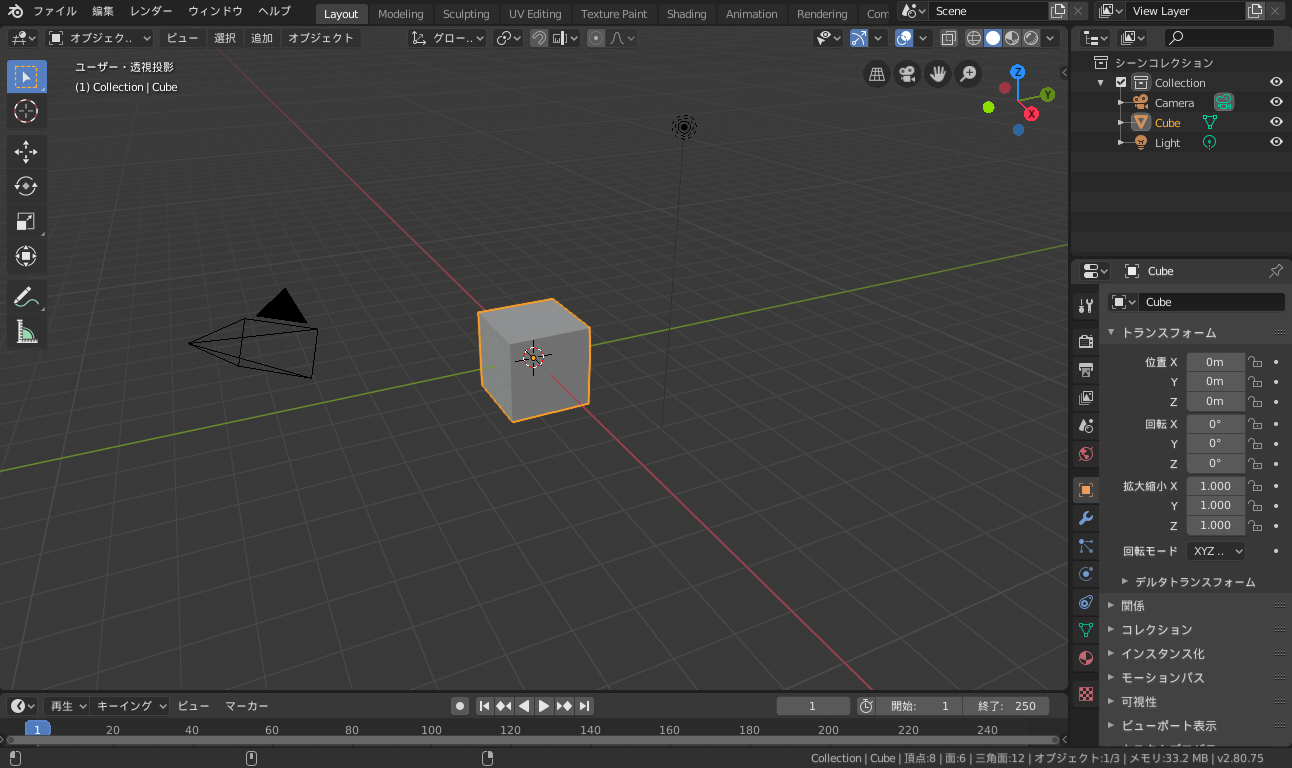 ファイル 編集 レンダー ウィンドウ ヘルプ Layout Modeling Sculpting UV Editing Texture Paint Shading Animation Rendering Com Scene View Layer
オブジェク.. ビュー 選択 追加 オブジェクト グロー..
ユーザー・透視投影
(1) Collection | Cube
Z
Y
X
シーンコレクション
Collection
Camera
Cube
Light
Cube
Cube
トランスフォーム
位置 X 0m
Y 0m
Z 0m
回転 X 0°
Y 0°
Z 0°
拡大縮小 X 1.000
Y 1.000
Z 1.000
回転モード XYZ ..
デルタトランスフォーム
関係
コレクション
インスタンス化
モーションパス
可視性
ビューポート表示
再生 キーイング ビュー マーカー 1 開始: 1 終了: 250
1 20 40 60 80 100 120 140 160 180 200 220 240
Collection | Cube | 頂点:8 | 面:6 | 三角面:12 | オブジェクト:1/3 | メモリ:33.2 MB | v2.80.75